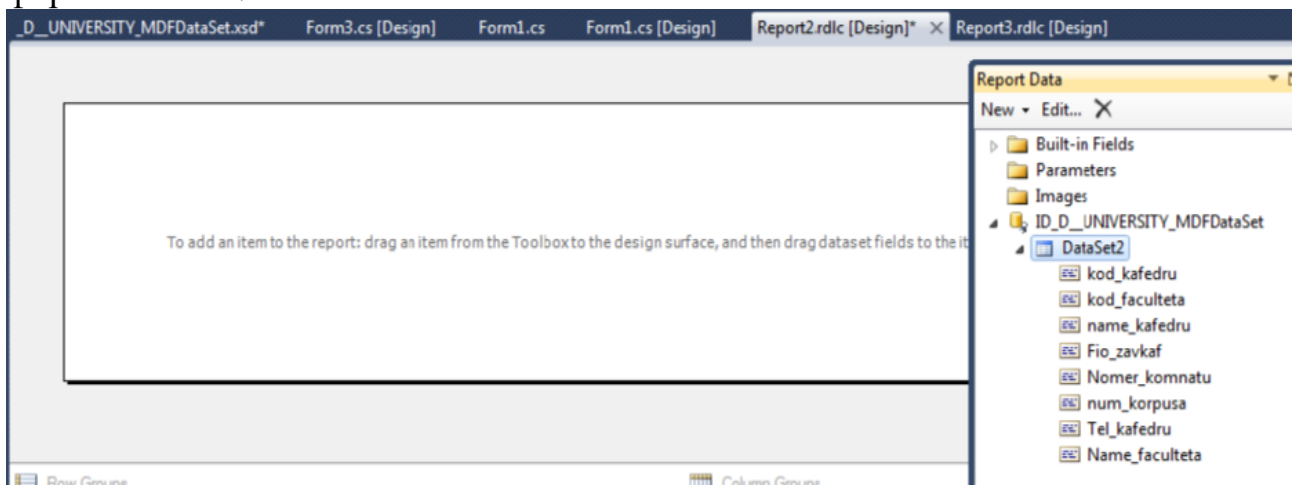 _D__UNIVERSITY_MDFDataSet.xsd* Form3.cs [Design] Form1.cs Form1.cs [Design] Report2.rdlc [Design]* Report3.rdlc [Design]
Report Data
New Edit...
Built-in Fields
Parameters
Images
ID_D__UNIVERSITY_MDFDataSet
To add an item to the report: drag an item from the Toolbox to the design surface, and then drag dataset fields to the it
DataSet2
kod_kafedru
kod_faculteta
name_kafedru
Fio_zavkaf
Nomer_komnatu
num_korpusa
Tel_kafedru
Name_faculteta
Row Groups Column Groups